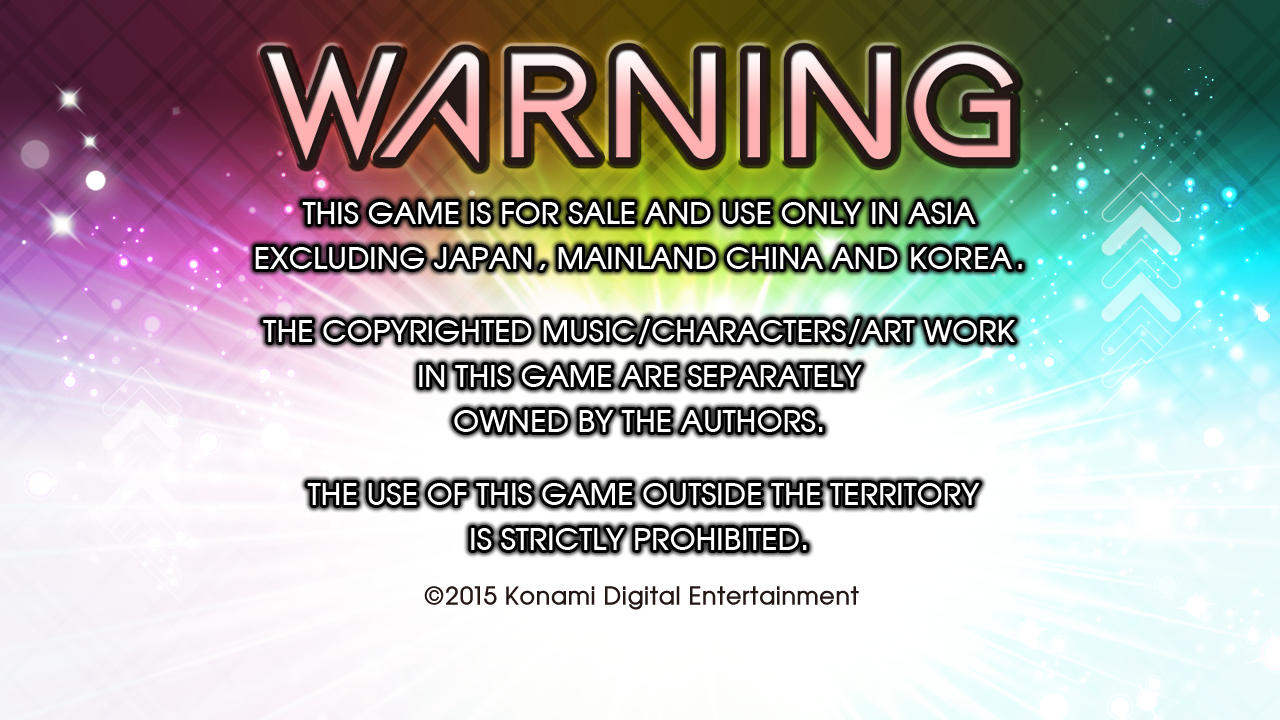 WARNING
THIS GAME IS FOR SALE AND USE ONLY IN ASIA
EXCLUDING JAPAN, MAINLAND CHINA AND KOREA.
THE COPYRIGHTED MUSIC/CHARACTERS/ART WORK
IN THIS GAME ARE SEPARATELY
OWNED BY THE AUTHORS.
THE USE OF THIS GAME OUTSIDE THE TERRITORY
IS STRICTLY PROHIBITED.
©2015 Konami Digital Entertainment